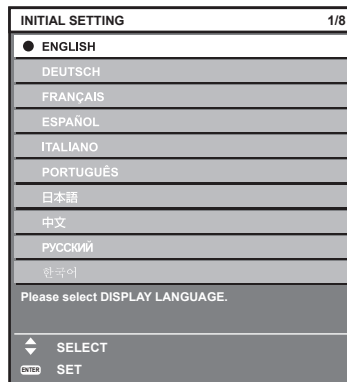 INITIAL SETTING 1/8
ENGLISH
DEUTSCH
FRANÇAIS
ESPAÑOL
ITALIANO
PORTUGUÊS
日本語
中文
РУССКИЙ
한국어
Please select DISPLAY LANGUAGE.
SELECT
ENTER SET